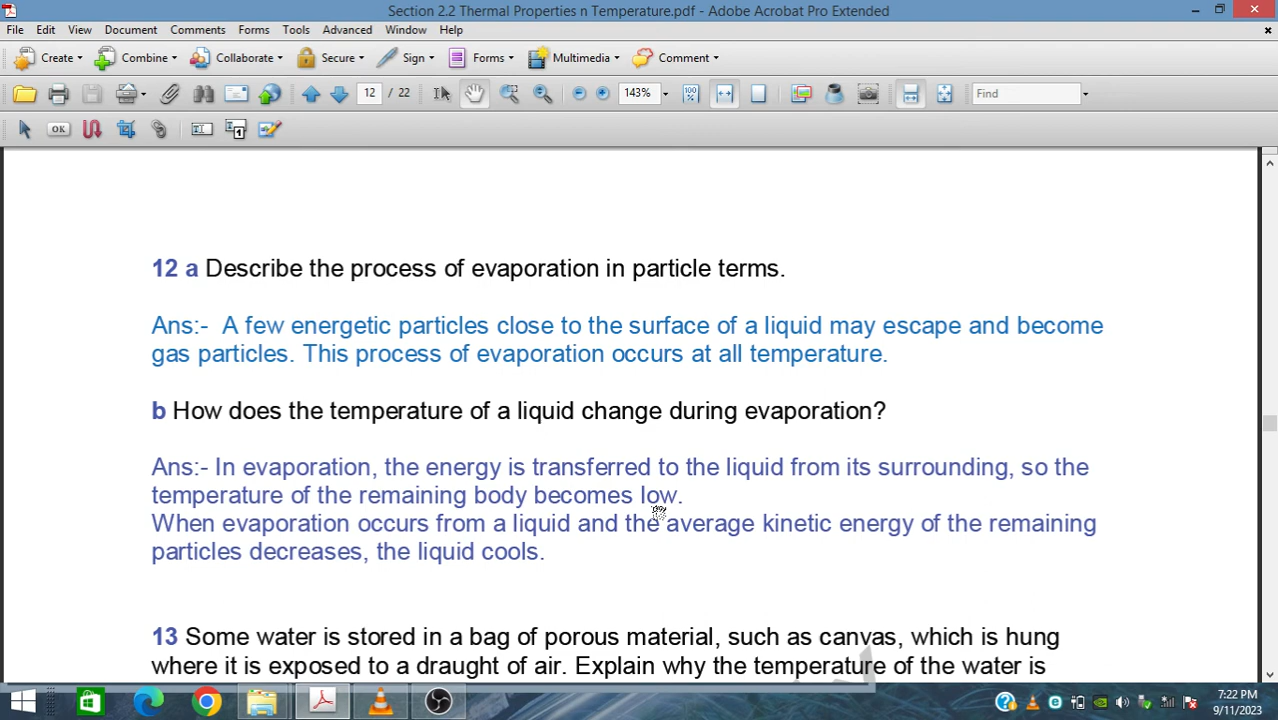 Section 2.2 Thermal Properties n Temperature.pdf - Adobe Acrobat Pro Extended
File Edit View Document Comments Forms Tools Advanced Window Help
Create Combine Collaborate Secure Sign Forms Multimedia Comment
12 / 22 143% Find
OK
12 a Describe the process of evaporation in particle terms.
Ans:- A few energetic particles close to the surface of a liquid may escape and become
gas particles. This process of evaporation occurs at all temperature.
b How does the temperature of a liquid change during evaporation?
Ans:- In evaporation, the energy is transferred to the liquid from its surrounding, so the
temperature of the remaining body becomes low.
When evaporation occurs from a liquid and the average kinetic energy of the remaining
particles decreases, the liquid cools.
13 Some water is stored in a bag of porous material, such as canvas, which is hung
where it is exposed to a draught of air. Explain why the temperature of the water is
7:22 PM
9/11/2023